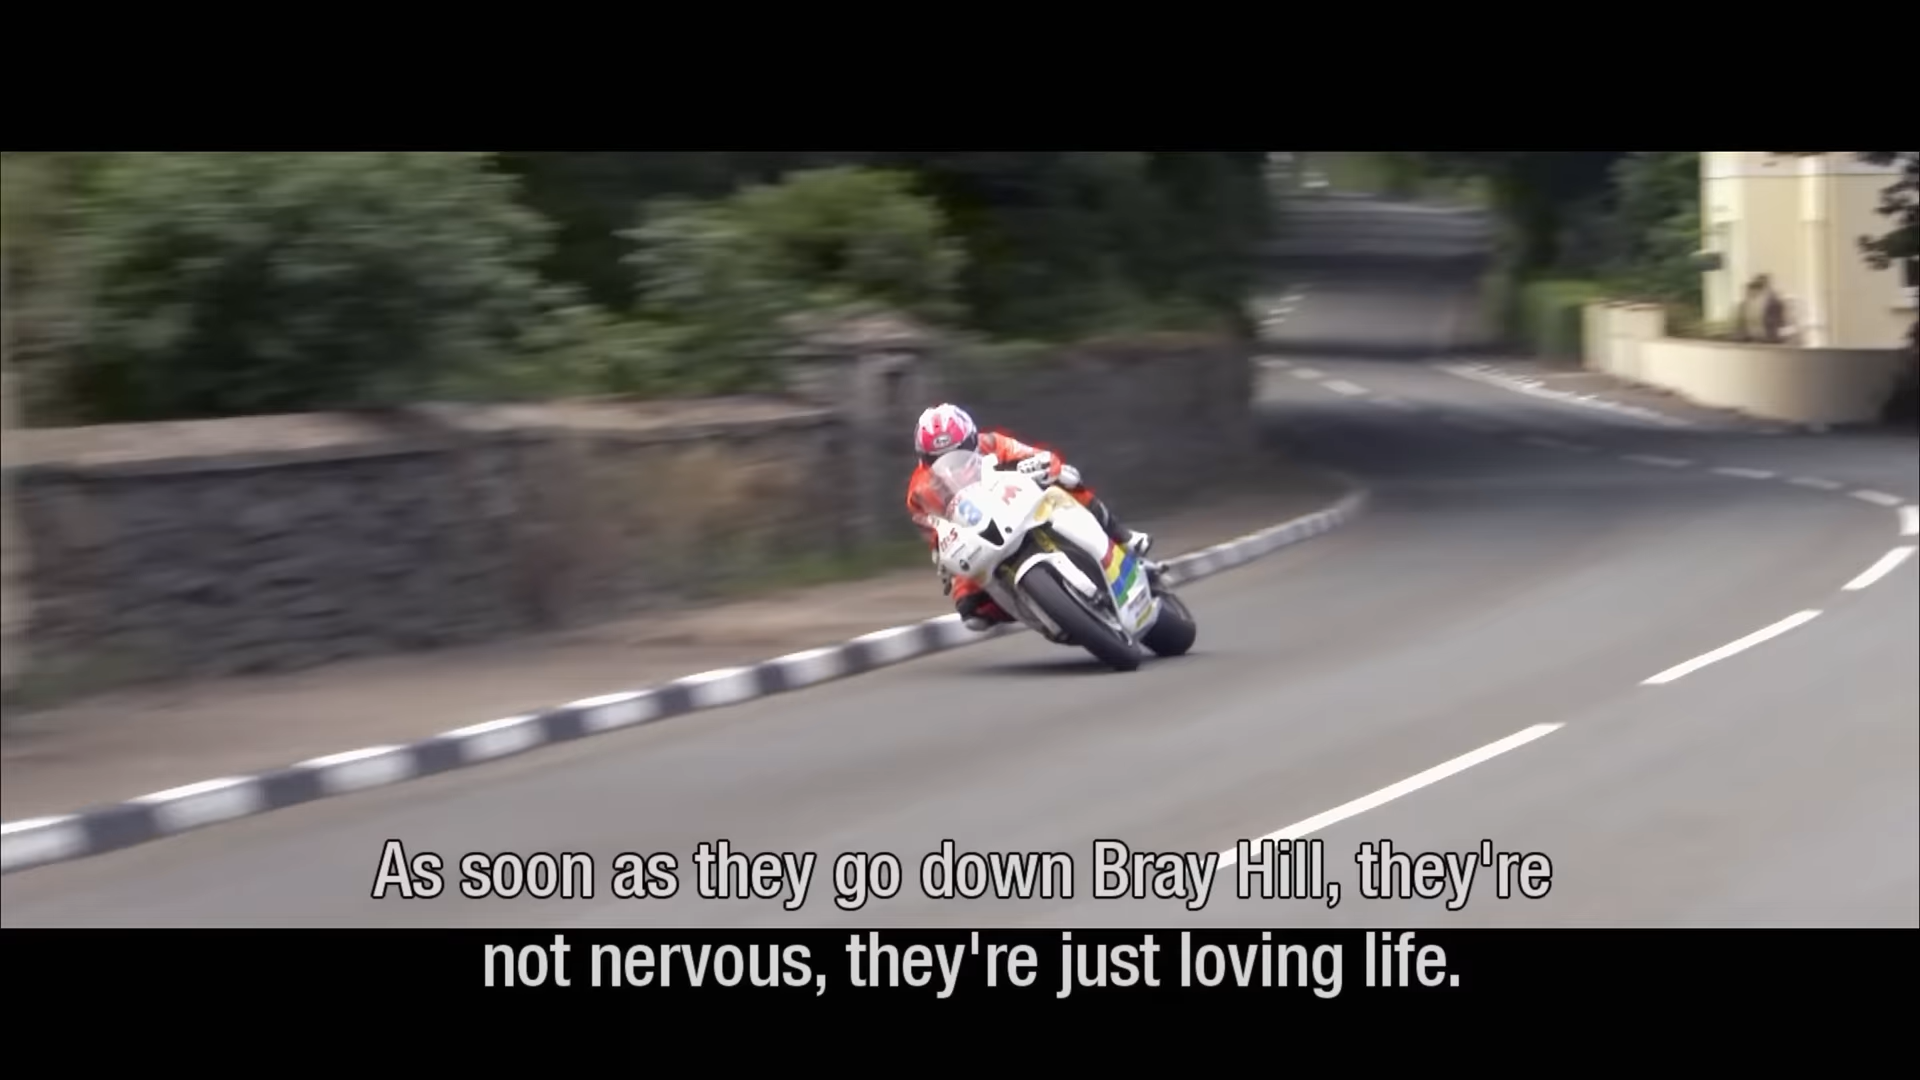 As soon as they go down Bray Hill, they're
not nervous, they're just loving life.